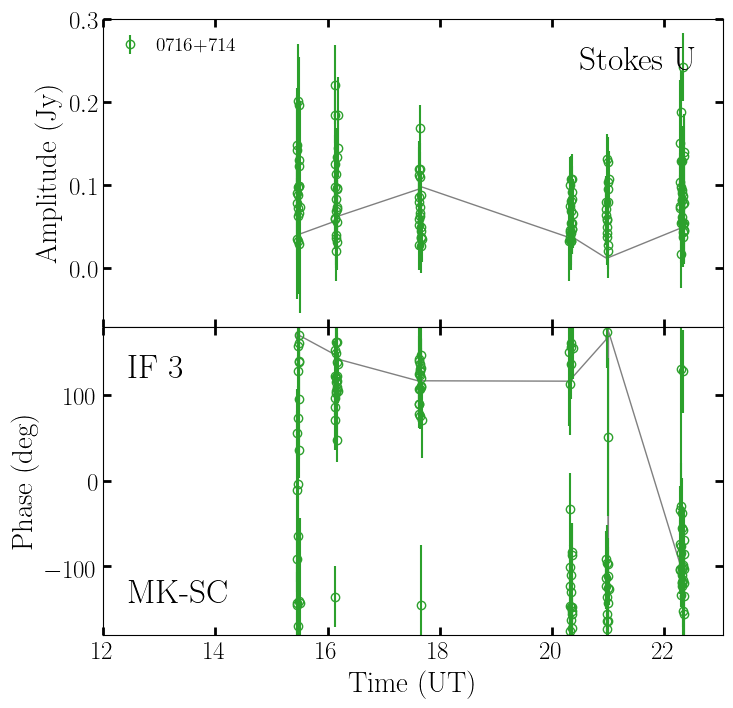 0.3
0716+714
Stokes U
0.2
0.1
0.0
Amplitude (Jy)
IF 3
100
0
−100
Phase (deg)
MK-SC
12 14 16 18 20 22
Time (UT)